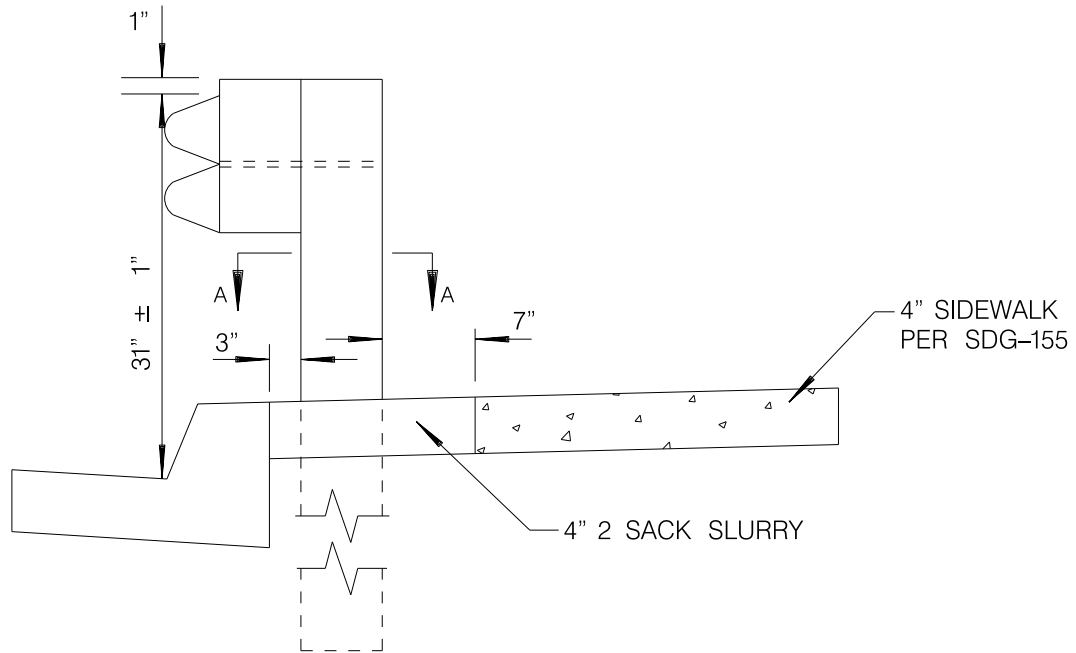 1”
31” ± 1”
A
A
3”
7”
4” SIDEWALK
PER SDG–155
4” 2 SACK SLURRY